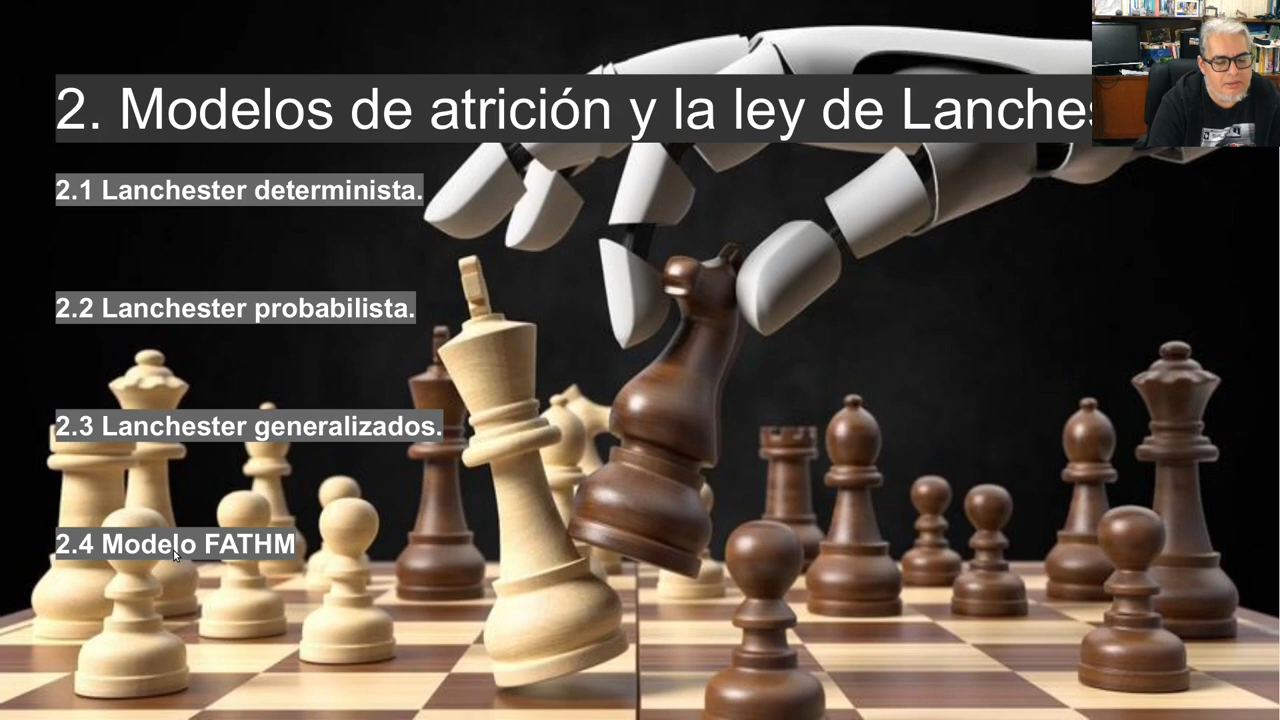 2. Modelos de atrición y la ley de Lanches
2.1 Lanchester determinista.
2.2 Lanchester probabilista.
2.3 Lanchester generalizados.
2.4 Modelo FATHM